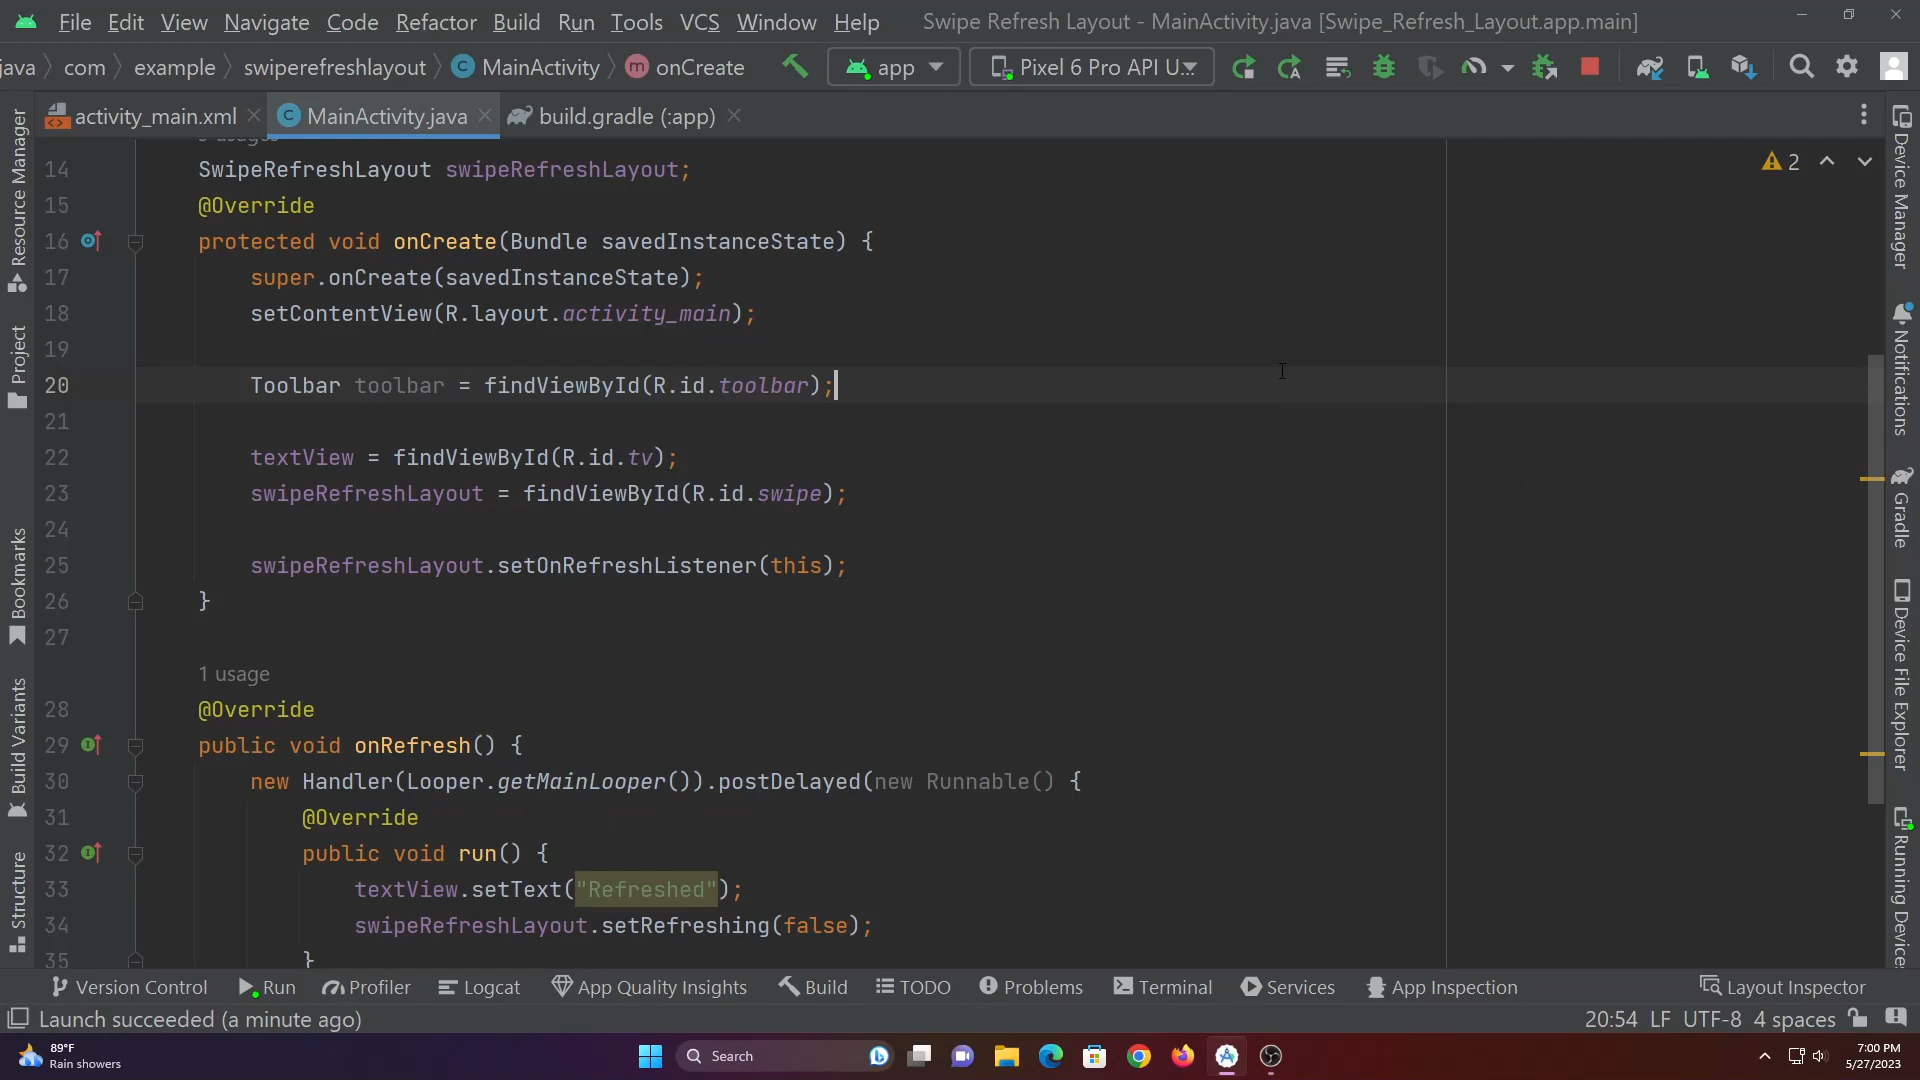 File Edit View Navigate Code Refactor Build Run Tools VCS Window Help Swipe Refresh Layout - MainActivity.java [Swipe_Refresh_Layout.app.main]
java com example swiperefreshlayout MainActivity onCreate app Pixel 6 Pro API U...
activity_main.xml MainActivity.java build.gradle (:app)
14 SwipeRefreshLayout swipeRefreshLayout;
15 @Override
16 protected void onCreate(Bundle savedInstanceState) {
17 super.onCreate(savedInstanceState);
18 setContentView(R.layout.activity_main);
19
20 Toolbar toolbar = findViewById(R.id.toolbar);
21
22 textView = findViewById(R.id.tv);
23 swipeRefreshLayout = findViewById(R.id.swipe);
24
25 swipeRefreshLayout.setOnRefreshListener(this);
26 }
27
1 usage
28 @Override
29 public void onRefresh() {
30 new Handler(Looper.getMainLooper()).postDelayed(new Runnable() {
31 @Override
32 public void run() {
33 textView.setText("Refreshed");
34 swipeRefreshLayout.setRefreshing(false);
35 }
2
Resource Manager
Project
Bookmarks
Build Variants
Structure
Device Manager
Notifications
Gradle
Device File Explorer
Running Devices
Version Control Run Profiler Logcat App Quality Insights Build TODO Problems Terminal Services App Inspection Layout Inspector
Launch succeeded (a minute ago) 20:54 LF UTF-8 4 spaces
89°F
Rain showers
Search
7:00 PM
5/27/2023